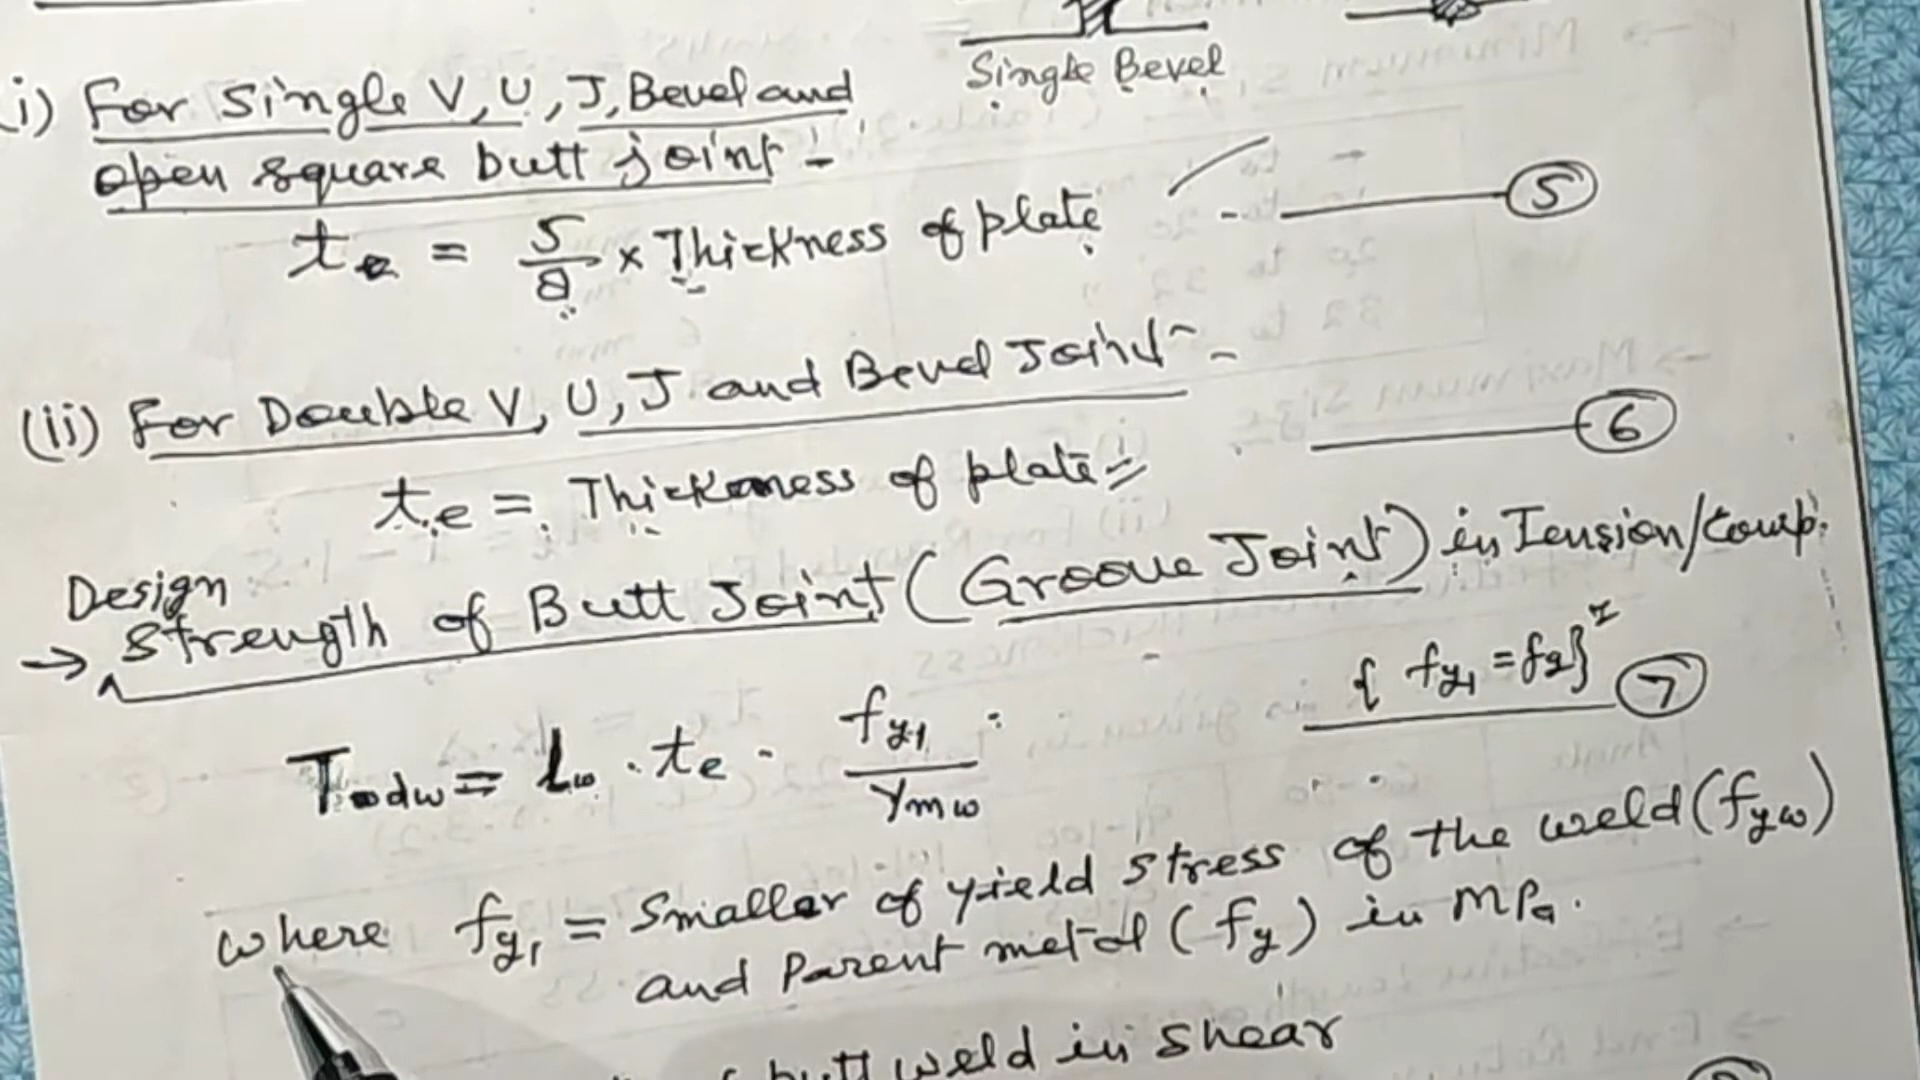 Single Bevel
(i) For Single V, U, J, Bevel and
open square butt joint -
te = 5/8 × Thickness of plate - (5)
(ii) For Double V, U, J and Bevel Joint -
te = Thickness of plate (6)
Design
→ Strength of Butt Joint (Groove Joint) in Tension/Comp.
{ fy1 = fy } (7)
Tdw = lw . te . fy1/γmw
where fy1 = Smaller of yield stress of the weld (fyw)
and Parent metal (fy) in MPa.
butt weld in shear